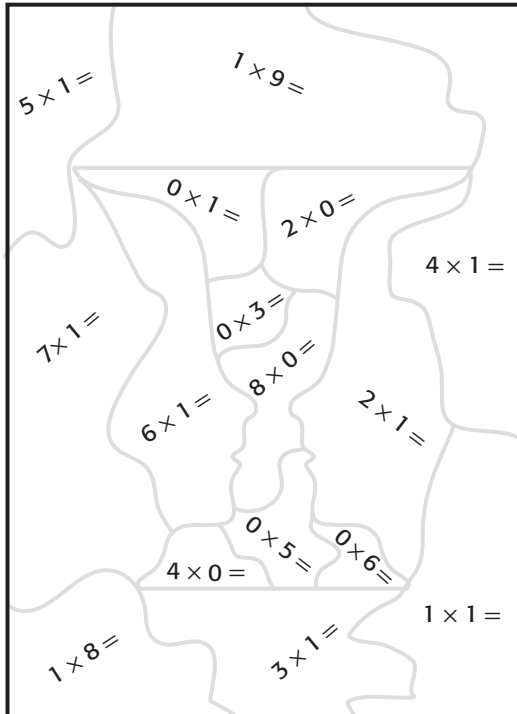 5 × 1 =
1 × 9 =
0 × 1 =
2 × 0 =
4 × 1 =
7 × 1 =
0 × 3 =
8 × 0 =
6 × 1 =
2 × 1 =
0 × 5 =
0 × 6 =
4 × 0 =
1 × 1 =
1 × 8 =
3 × 1 =